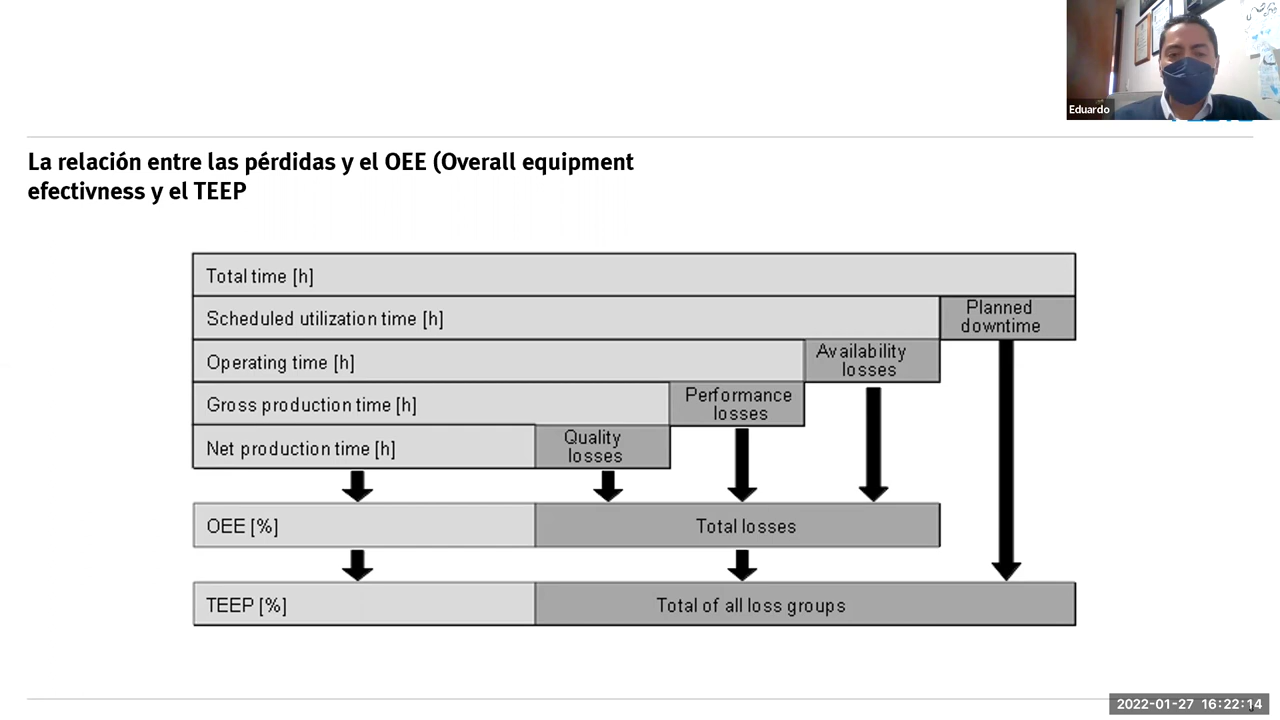 Eduardo
La relación entre las pérdidas y el OEE (Overall equipment
efectivness y el TEEP
Total time [h]
Scheduled utilization time [h]
Planned
downtime
Operating time [h]
Availability
losses
Gross production time [h]
Performance
losses
Net production time [h]
Quality
losses
OEE [%]
Total losses
TEEP [%]
Total of all loss groups
2022-01-27 16:22:14